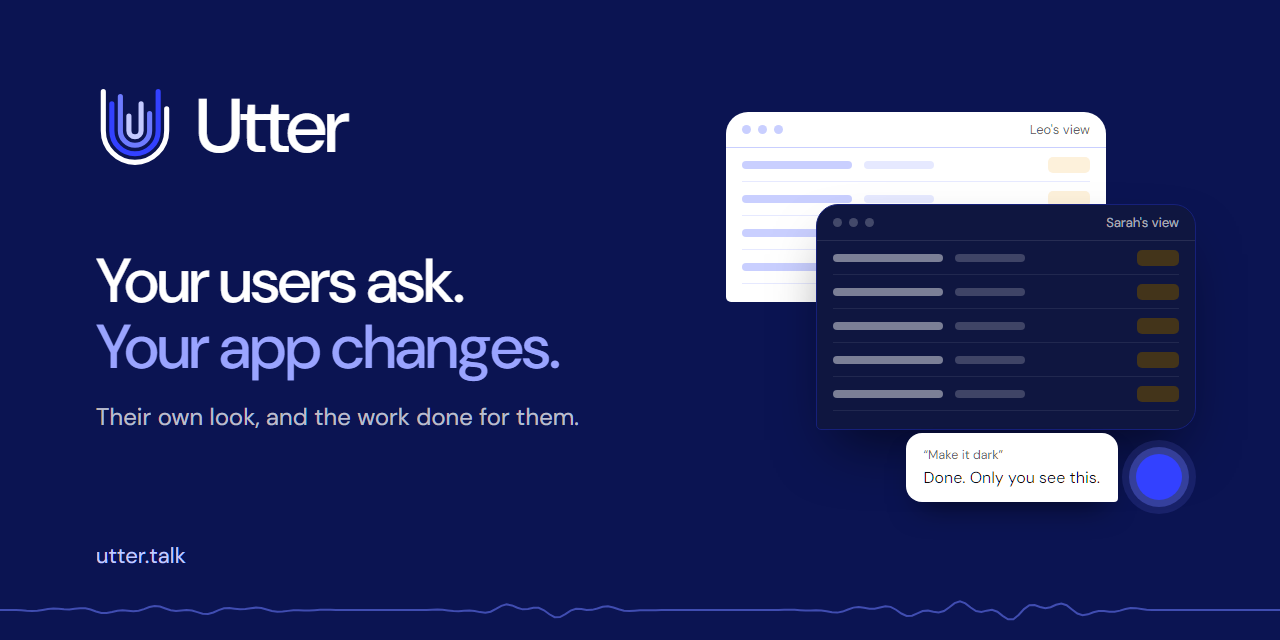 Utter
Your users ask.
Your app changes.
Their own look, and the work done for them.
utter.talk
Leo's view
Sarah's view
“Make it dark”
Done. Only you see this.